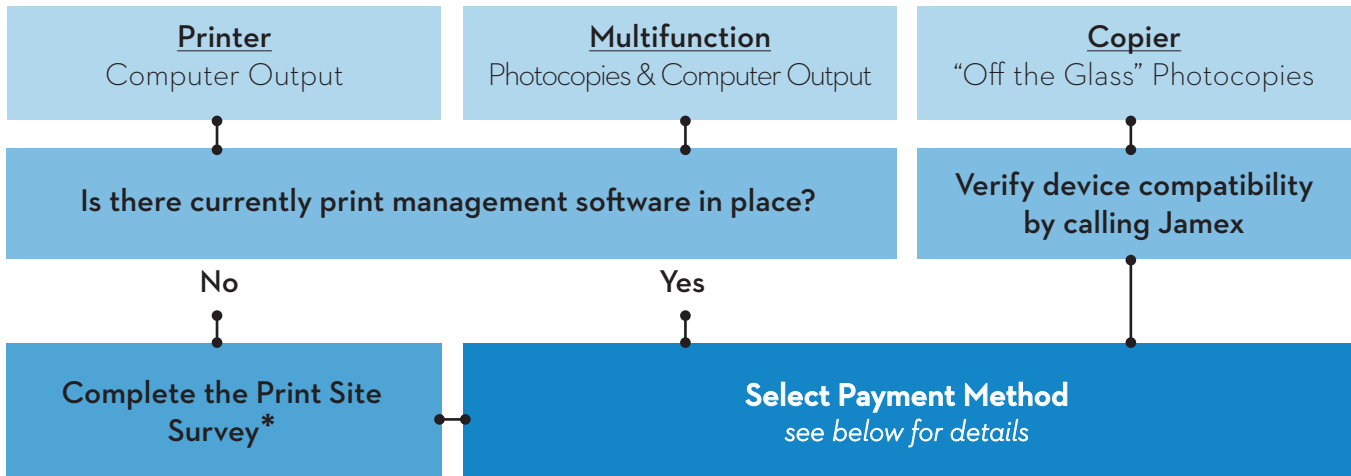 Printer
Computer Output
Multifunction
Photocopies & Computer Output
Copier
“Off the Glass” Photocopies
Is there currently print management software in place?
Verify device compatibility
by calling Jamex
No
Yes
Complete the Print Site
Survey*
Select Payment Method
see below for details